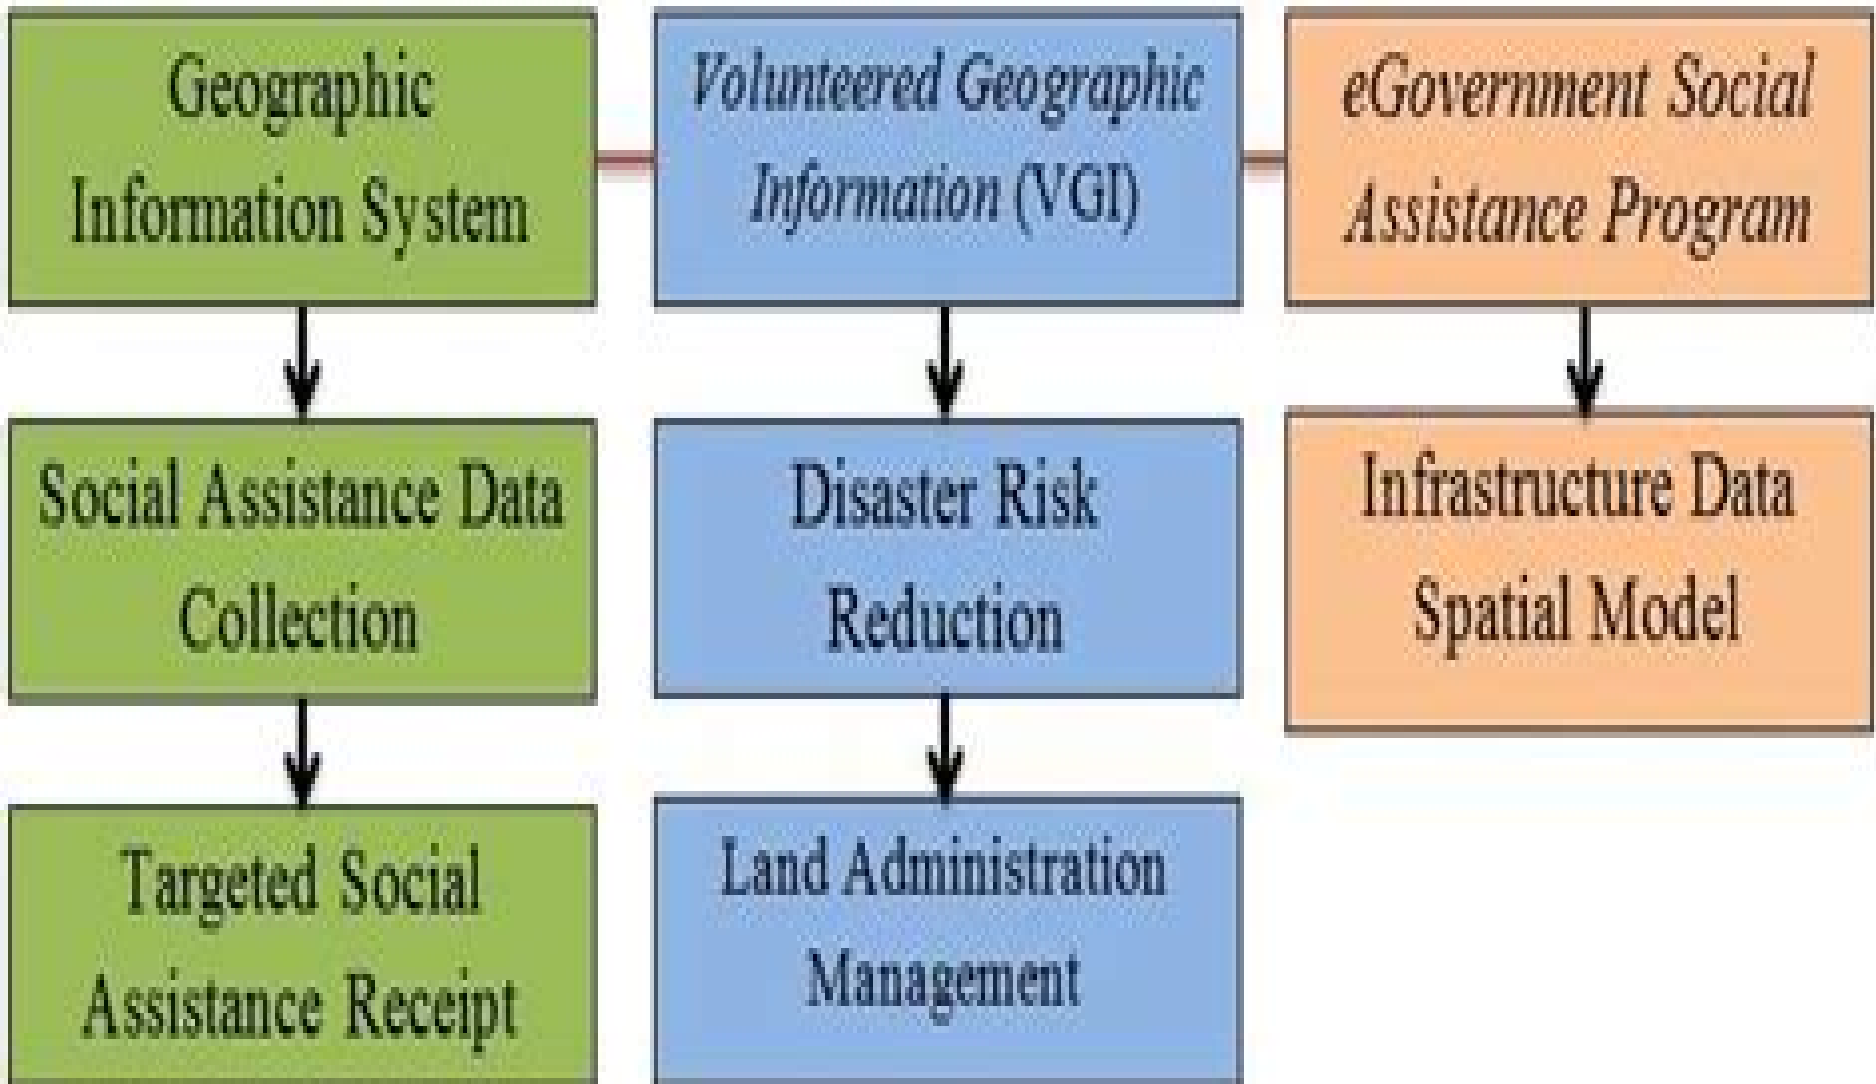 Geographic
Information System
Volunteered Geographic
Information (VGI)
eGovernment Social
Assistance Program
Social Assistance Data
Collection
Disaster Risk
Reduction
Infrastructure Data
Spatial Model
Targeted Social
Assistance Receipt
Land Administration
Management